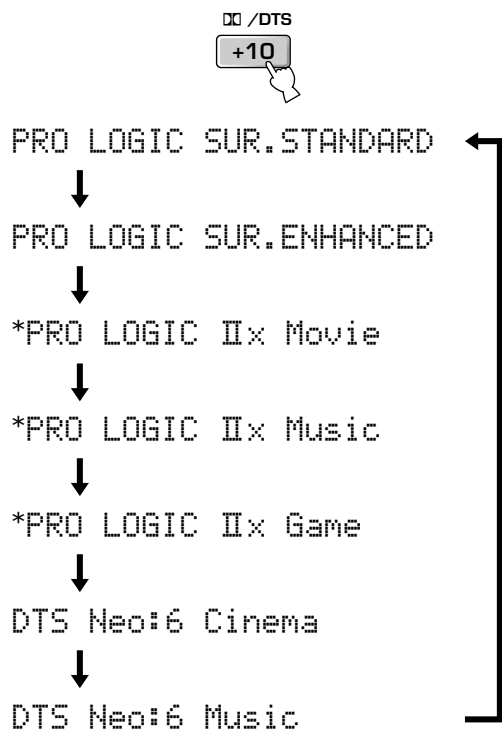 /DTS
+10
PRO LOGIC SUR.STANDARD
PRO LOGIC SUR.ENHANCED
*PRO LOGIC Ⅱx Movie
*PRO LOGIC Ⅱx Music
*PRO LOGIC Ⅱx Game
DTS Neo:6 Cinema
DTS Neo:6 Music